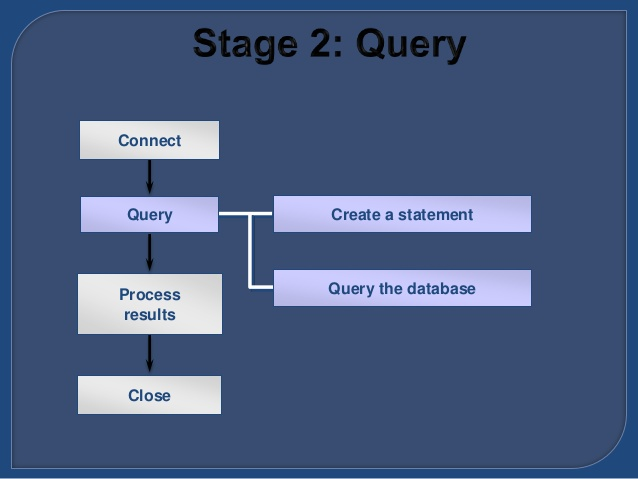 Stage 2: Query
Connect
Query
Create a statement
Query the database
Process
results
Close